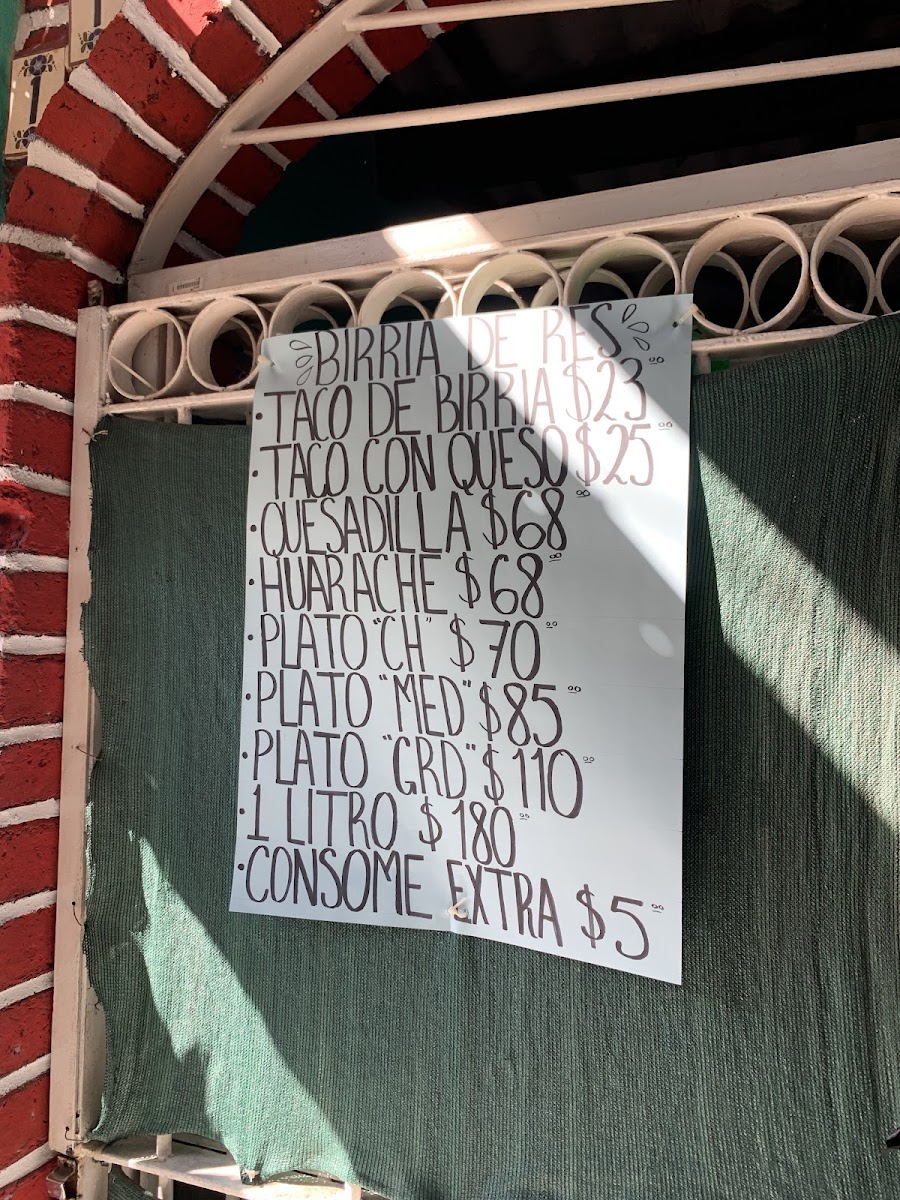 BIRRIA DE RES
• TACO DE BIRRIA $23.00
• TACO CON QUESO $25.00
• QUESADILLA $68.00
• HUARACHE $68.00
• PLATO "CH" $70.00
• PLATO "MED" $85.00
• PLATO "GRD" $110.00
• 1 LITRO $180.00
• CONSOME EXTRA $5.00